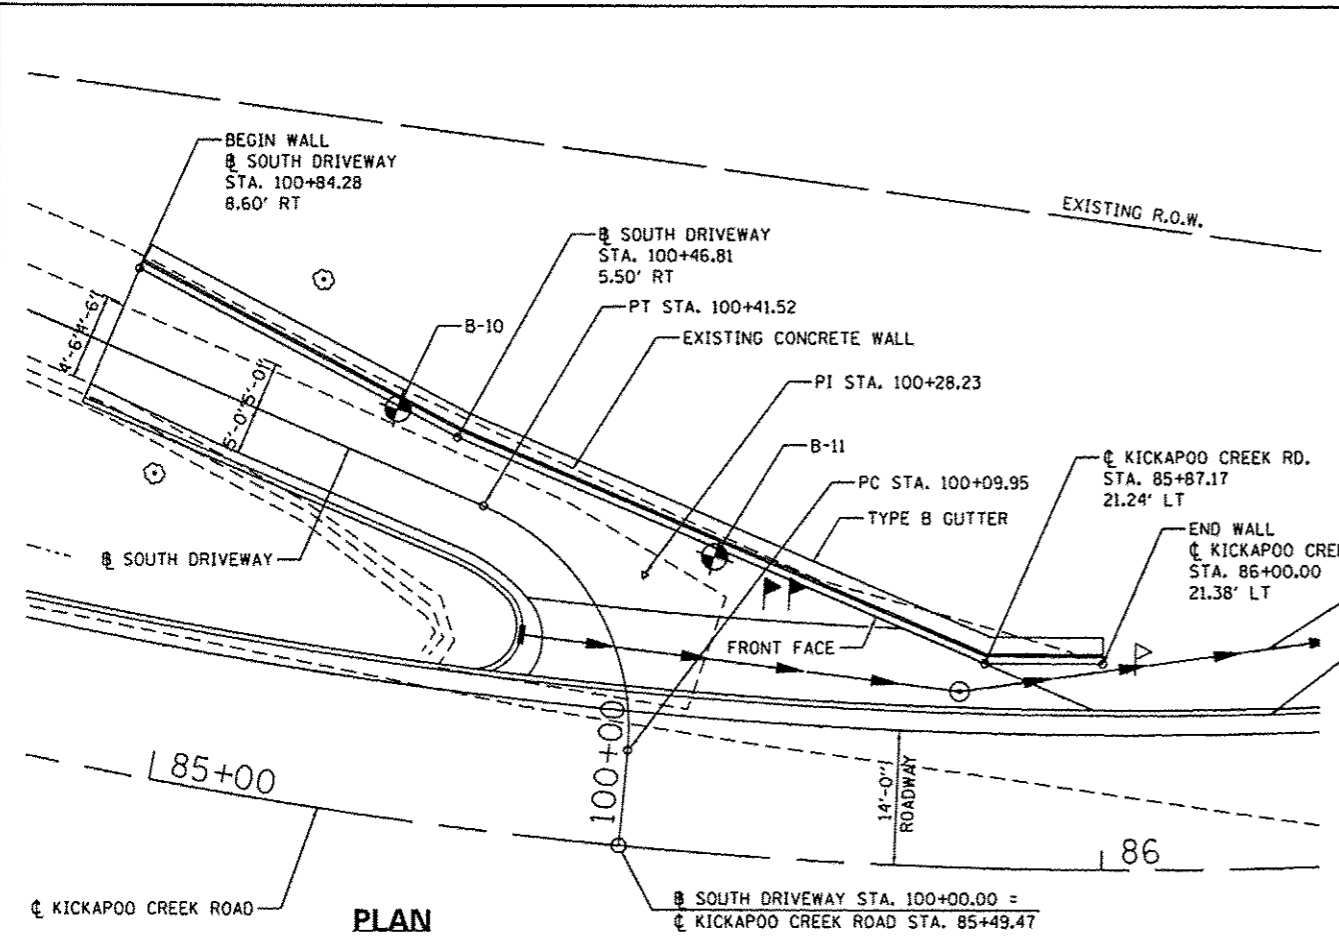 BEGIN WALL
℄ SOUTH DRIVEWAY
STA. 100+84.28
8.60' RT
EXISTING R.O.W.
℄ SOUTH DRIVEWAY
STA. 100+46.81
5.50' RT
PT STA. 100+41.52
B-10
EXISTING CONCRETE WALL
4'-6"
4'-6"
PI STA. 100+28.23
5'-0"
5'-0"
B-11
℄ KICKAPOO CREEK RD.
STA. 85+87.17
21.24' LT
PC STA. 100+09.95
TYPE B GUTTER
END WALL
℄ KICKAPOO CREE
STA. 86+00.00
21.38' LT
℄ SOUTH DRIVEWAY
FRONT FACE
100+00
85+00
14'-0"
ROADWAY
86
℄ KICKAPOO CREEK ROAD
PLAN
℄ SOUTH DRIVEWAY STA. 100+00.00 =
℄ KICKAPOO CREEK ROAD STA. 85+49.47